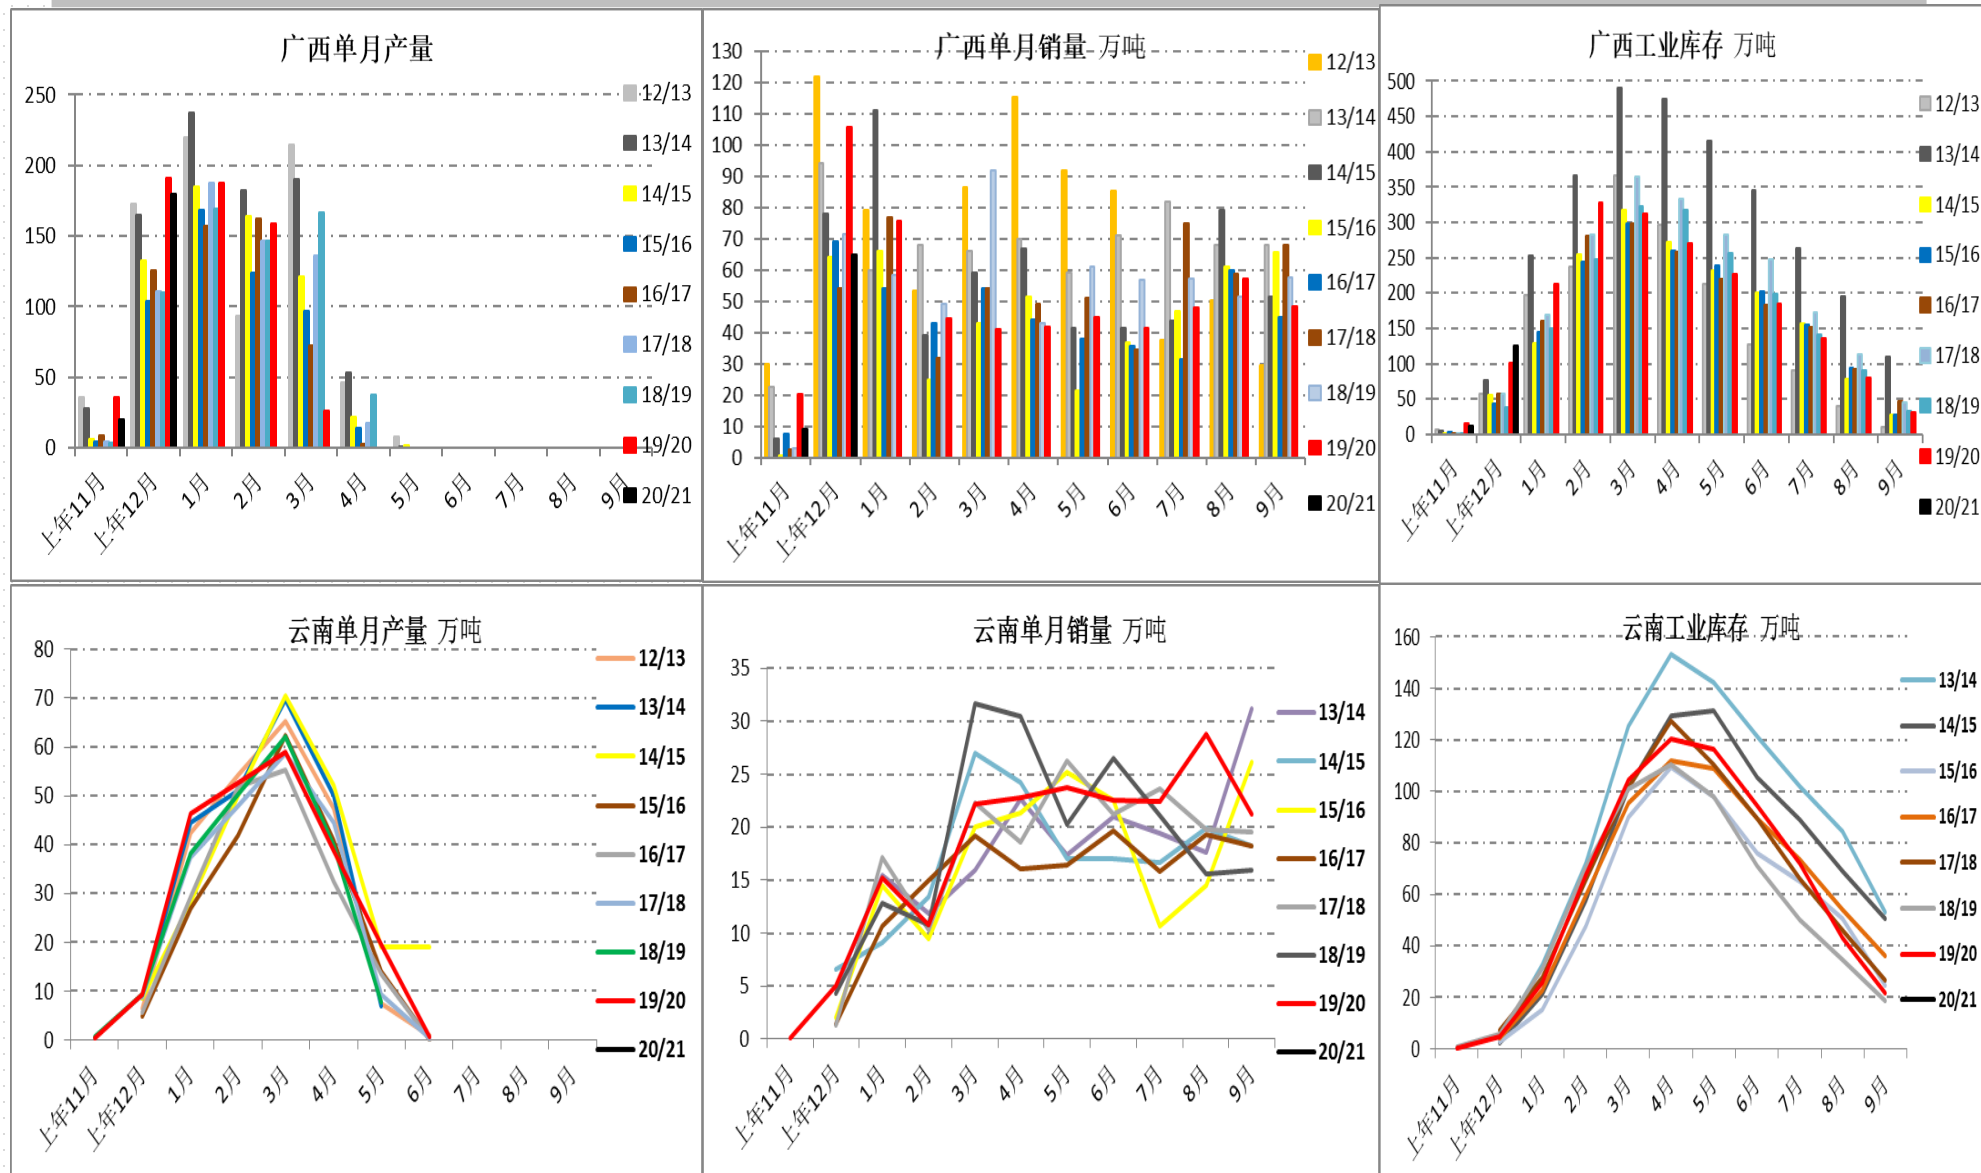 广西单月产量
250
200
150
100
50
0
上年11月
上年12月
1月
2月
3月
4月
5月
6月
7月
8月
9月
12/13
13/14
14/15
15/16
16/17
17/18
18/19
19/20
20/21
广西单月销量 万吨
130
120
110
100
90
80
70
60
50
40
30
20
10
0
上年11月
上年12月
1月
2月
3月
4月
5月
6月
7月
8月
9月
12/13
13/14
14/15
15/16
16/17
17/18
18/19
19/20
20/21
广西工业库存 万吨
500
450
400
350
300
250
200
150
100
50
0
上年11月
上年12月
1月
2月
3月
4月
5月
6月
7月
8月
9月
12/13
13/14
14/15
15/16
16/17
17/18
18/19
19/20
20/21
云南单月产量 万吨
80
70
60
50
40
30
20
10
0
上年11月
上年12月
1月
2月
3月
4月
5月
6月
7月
8月
9月
12/13
13/14
14/15
15/16
16/17
17/18
18/19
19/20
20/21
云南单月销量 万吨
35
30
25
20
15
10
5
0
上年11月
上年12月
1月
2月
3月
4月
5月
6月
7月
8月
9月
13/14
14/15
15/16
16/17
17/18
18/19
19/20
20/21
云南工业库存 万吨
160
140
120
100
80
60
40
20
0
上年11月
上年12月
1月
2月
3月
4月
5月
6月
7月
8月
9月
13/14
14/15
15/16
16/17
17/18
18/19
19/20
20/21